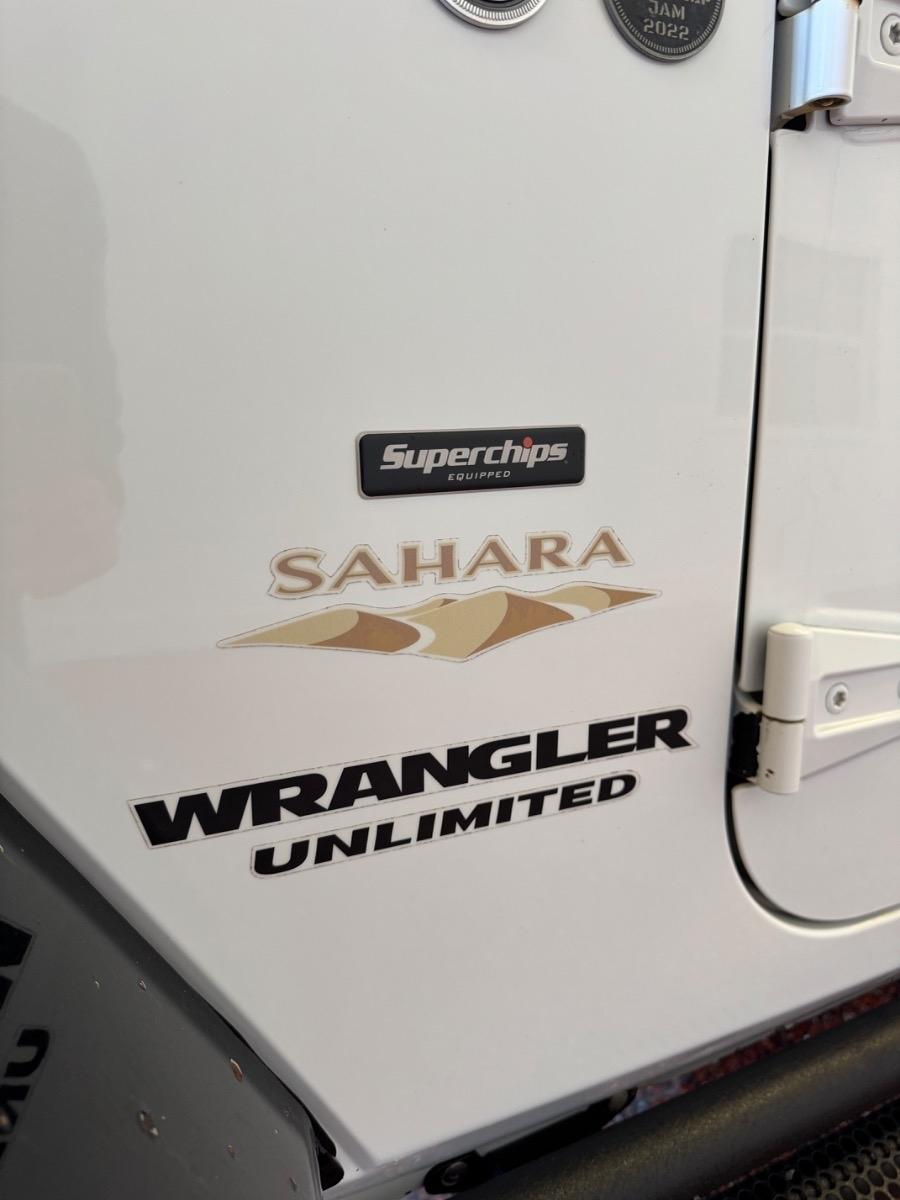 JAM
2022
Superchips
EQUIPPED
SAHARA
WRANGLER
UNLIMITED